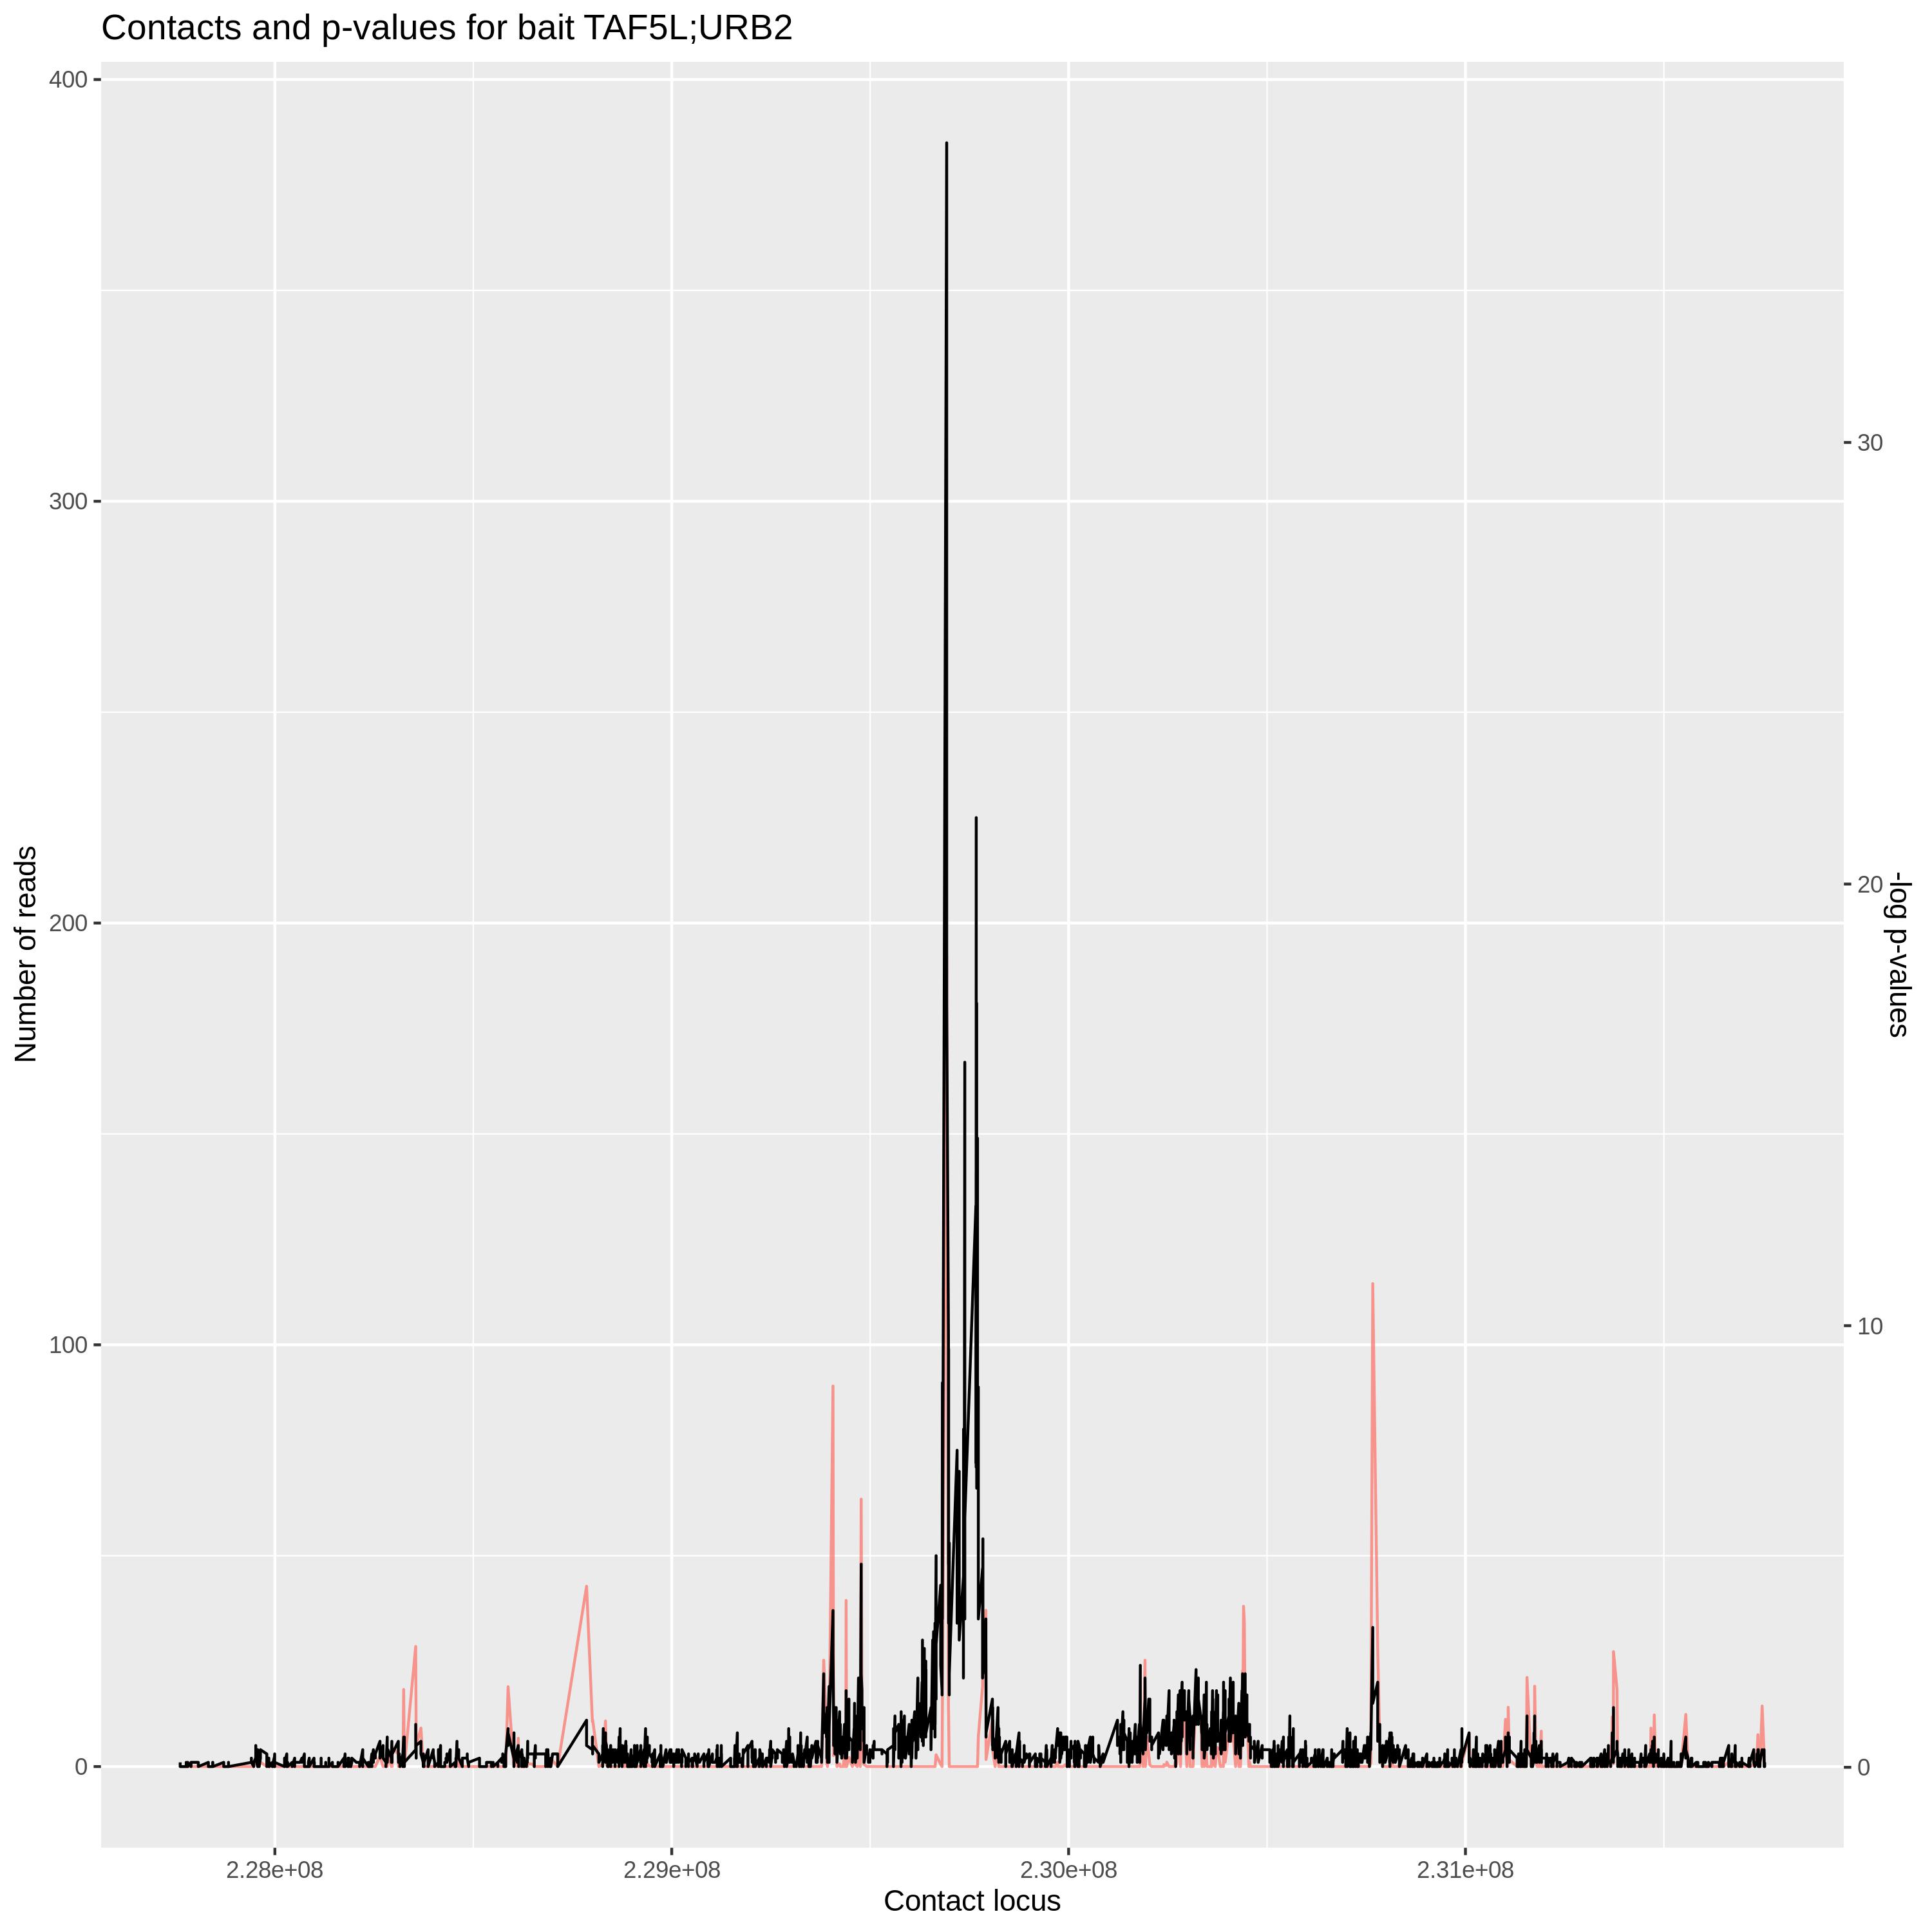 Contacts and p-values for bait TAF5L;URB2
400
300
200
100
0
Number of reads
30
20
10
0
-log p-values
2.28e+08
2.29e+08
2.30e+08
2.31e+08
Contact locus